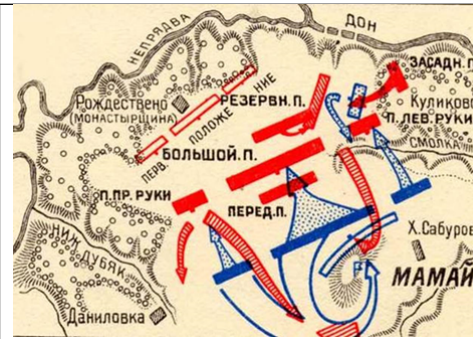 НЕПРЯДВА
ДОН
ЗАСАДН. П.
РОЖДЕСТВЕНО
(МОНАСТЫРЩИНА)
РЕЗЕРВН. П.
Куликово
П. ЛЕВ. РУКИ
ПЕРВ. ПОЛОЖЕНИЕ
СМОЛКА
БОЛЬШОЙ. П.
П. ПР. РУКИ
ПЕРЕД. П.
Х. Сабуров
НИЖ. ДУБЯК
МАМАЙ
Даниловка